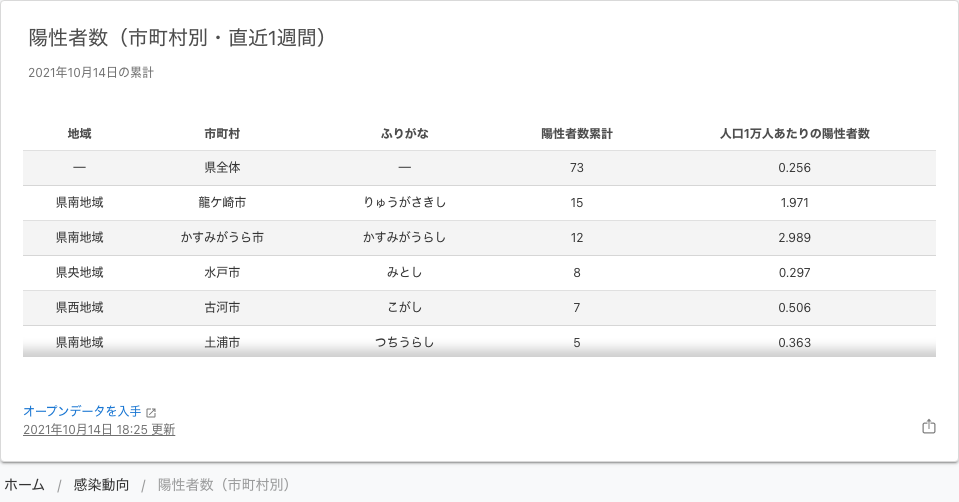 陽性者数（市町村別・直近1週間）
2021年10月14日の累計
地域 市町村 ふりがな 陽性者数累計 人口1万人あたりの陽性者数
— 県全体 — 73 0.256
県南地域 龍ケ崎市 りゅうがさきし 15 1.971
県南地域 かすみがうら市 かすみがうらし 12 2.989
県央地域 水戸市 みとし 8 0.297
県西地域 古河市 こがし 7 0.506
県南地域 土浦市 つちうらし 5 0.363
オープンデータを入手
2021年10月14日 18:25 更新
ホーム / 感染動向 / 陽性者数（市町村別）